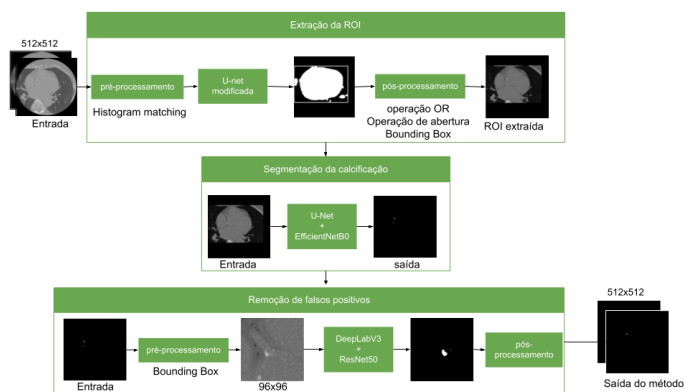 Extração da ROI
512x512
pré-processamento
U-net
modificada
pós-processamento
Histogram matching
operação OR
Operação de abertura
Bounding Box
Entrada
ROI extraída
Segmentação da calcificação
U-Net
+
EfficientNetB0
Entrada
saída
Remoção de falsos positivos
512x512
pré-processamento
DeepLabV3
+
ResNet50
pós-
processamento
Bounding Box
Entrada
96x96
Saída do método